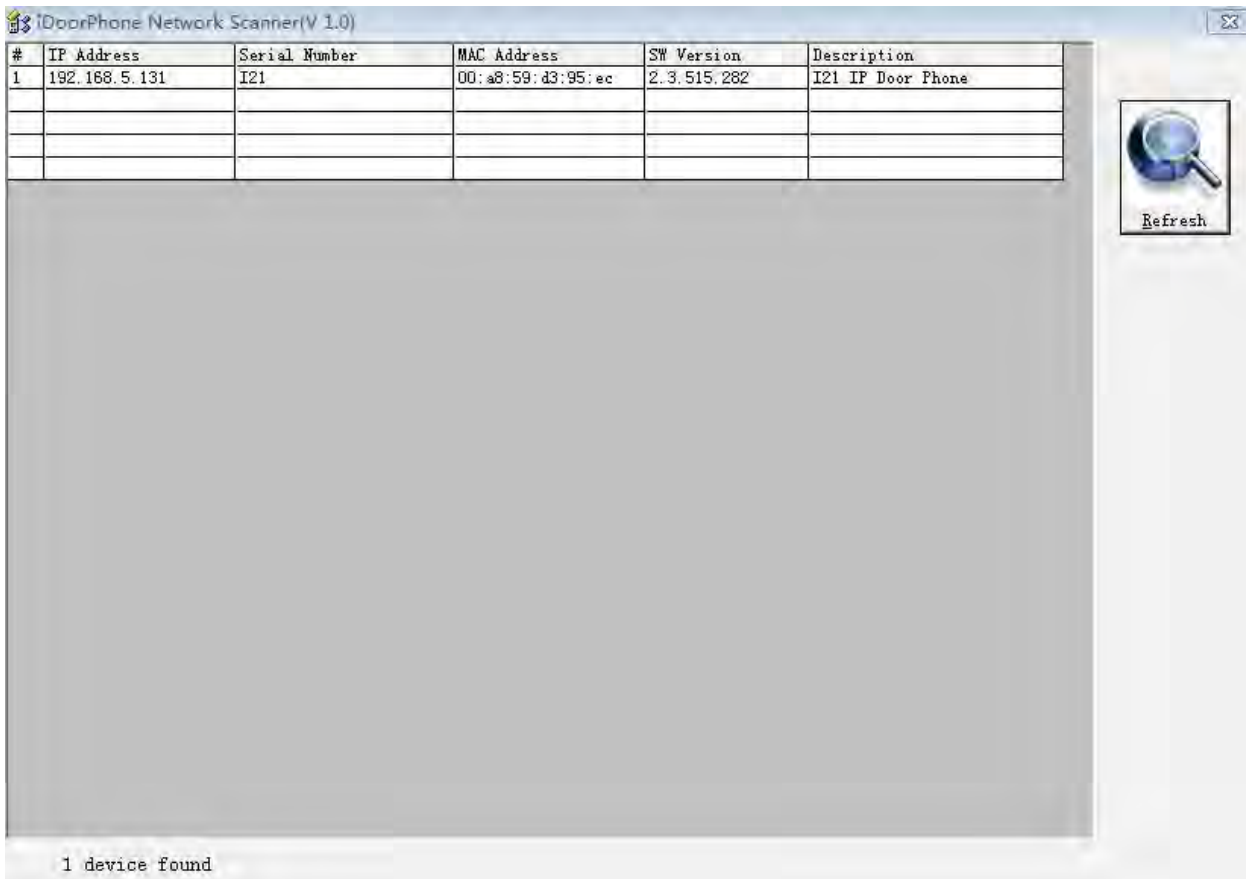 iDoorPhone Network Scanner(V 1.0)
# IP Address Serial Number MAC Address SW Version Description
1 192.168.5.131 I21 00:a8:59:d3:95:ec 2.3.515.282 I21 IP Door Phone
Refresh
1 device found